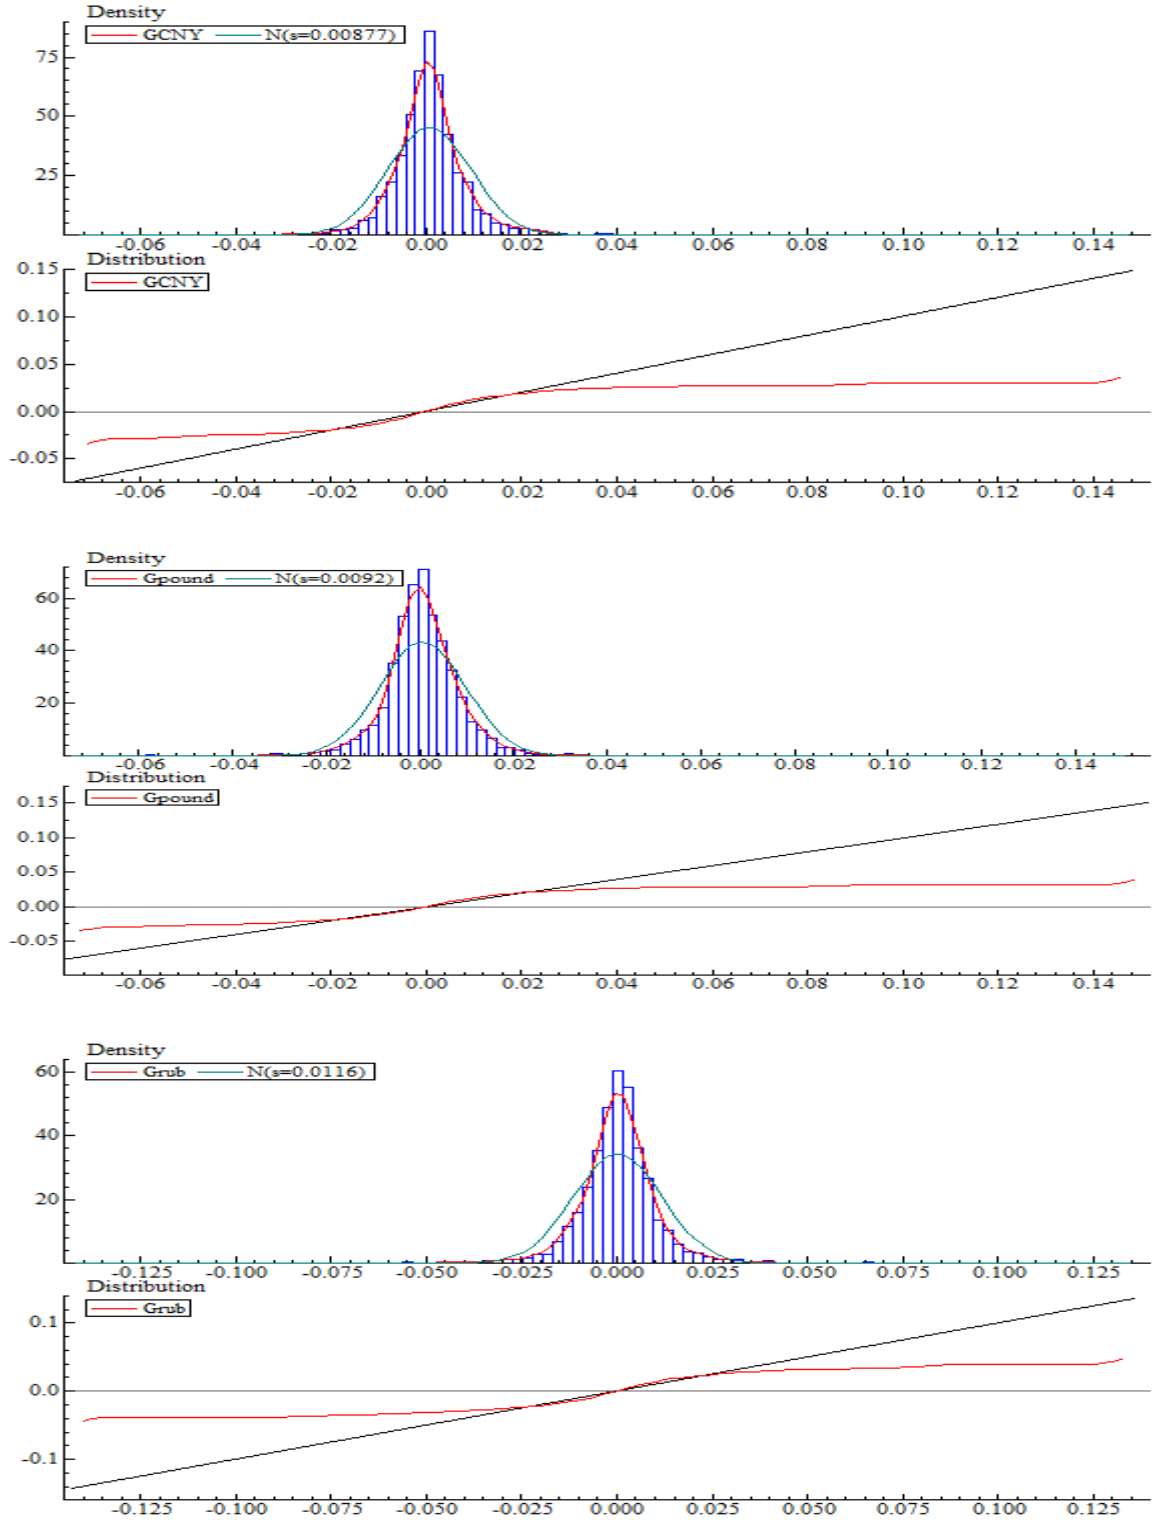 Density
GCNY N(s=0.00877)
75
50
25
-0.06 -0.04 -0.02 0.00 0.02 0.04 0.06 0.08 0.10 0.12 0.14
Distribution
0.15
GCNY
0.10
0.05
0.00
-0.05
-0.06 -0.04 -0.02 0.00 0.02 0.04 0.06 0.08 0.10 0.12 0.14
Density
Gpound N(s=0.0092)
60
40
20
-0.06 -0.04 -0.02 0.00 0.02 0.04 0.06 0.08 0.10 0.12 0.14
Distribution
Gpound
0.15
0.10
0.05
0.00
-0.05
-0.06 -0.04 -0.02 0.00 0.02 0.04 0.06 0.08 0.10 0.12 0.14
Density
60 Grub N(s=0.0116)
40
20
-0.125 -0.100 -0.075 -0.050 -0.025 0.000 0.025 0.050 0.075 0.100 0.125
Distribution
Grub
0.1
0.0
-0.1
-0.125 -0.100 -0.075 -0.050 -0.025 0.000 0.025 0.050 0.075 0.100 0.125